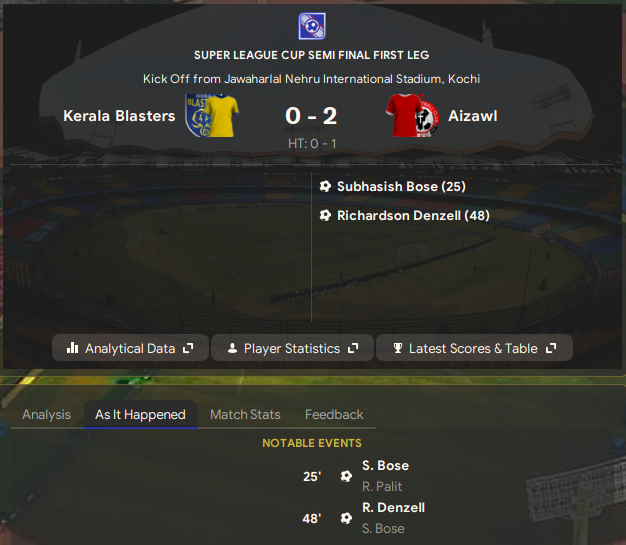 SUPER LEAGUE CUP SEMI FINAL FIRST LEG
Kick Off from Jawaharlal Nehru International Stadium, Kochi
Kerala Blasters 0 - 2 Aizawl
HT: 0 - 1
Subhasish Bose (25)
Richardson Denzell (48)
Analytical Data Player Statistics Latest Scores & Table
Analysis As It Happened Match Stats Feedback
NOTABLE EVENTS
25' S. Bose
R. Palit
48' R. Denzell
S. Bose